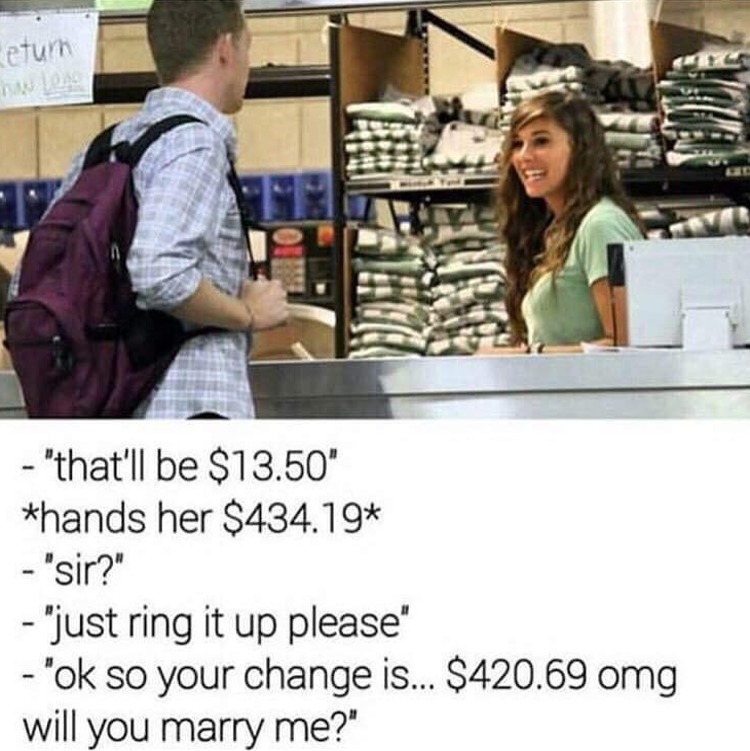 eturn
- "that'll be $13.50"
*hands her $434.19*
- "sir?"
- "just ring it up please"
- "ok so your change is... $420.69 omg
will you marry me?"